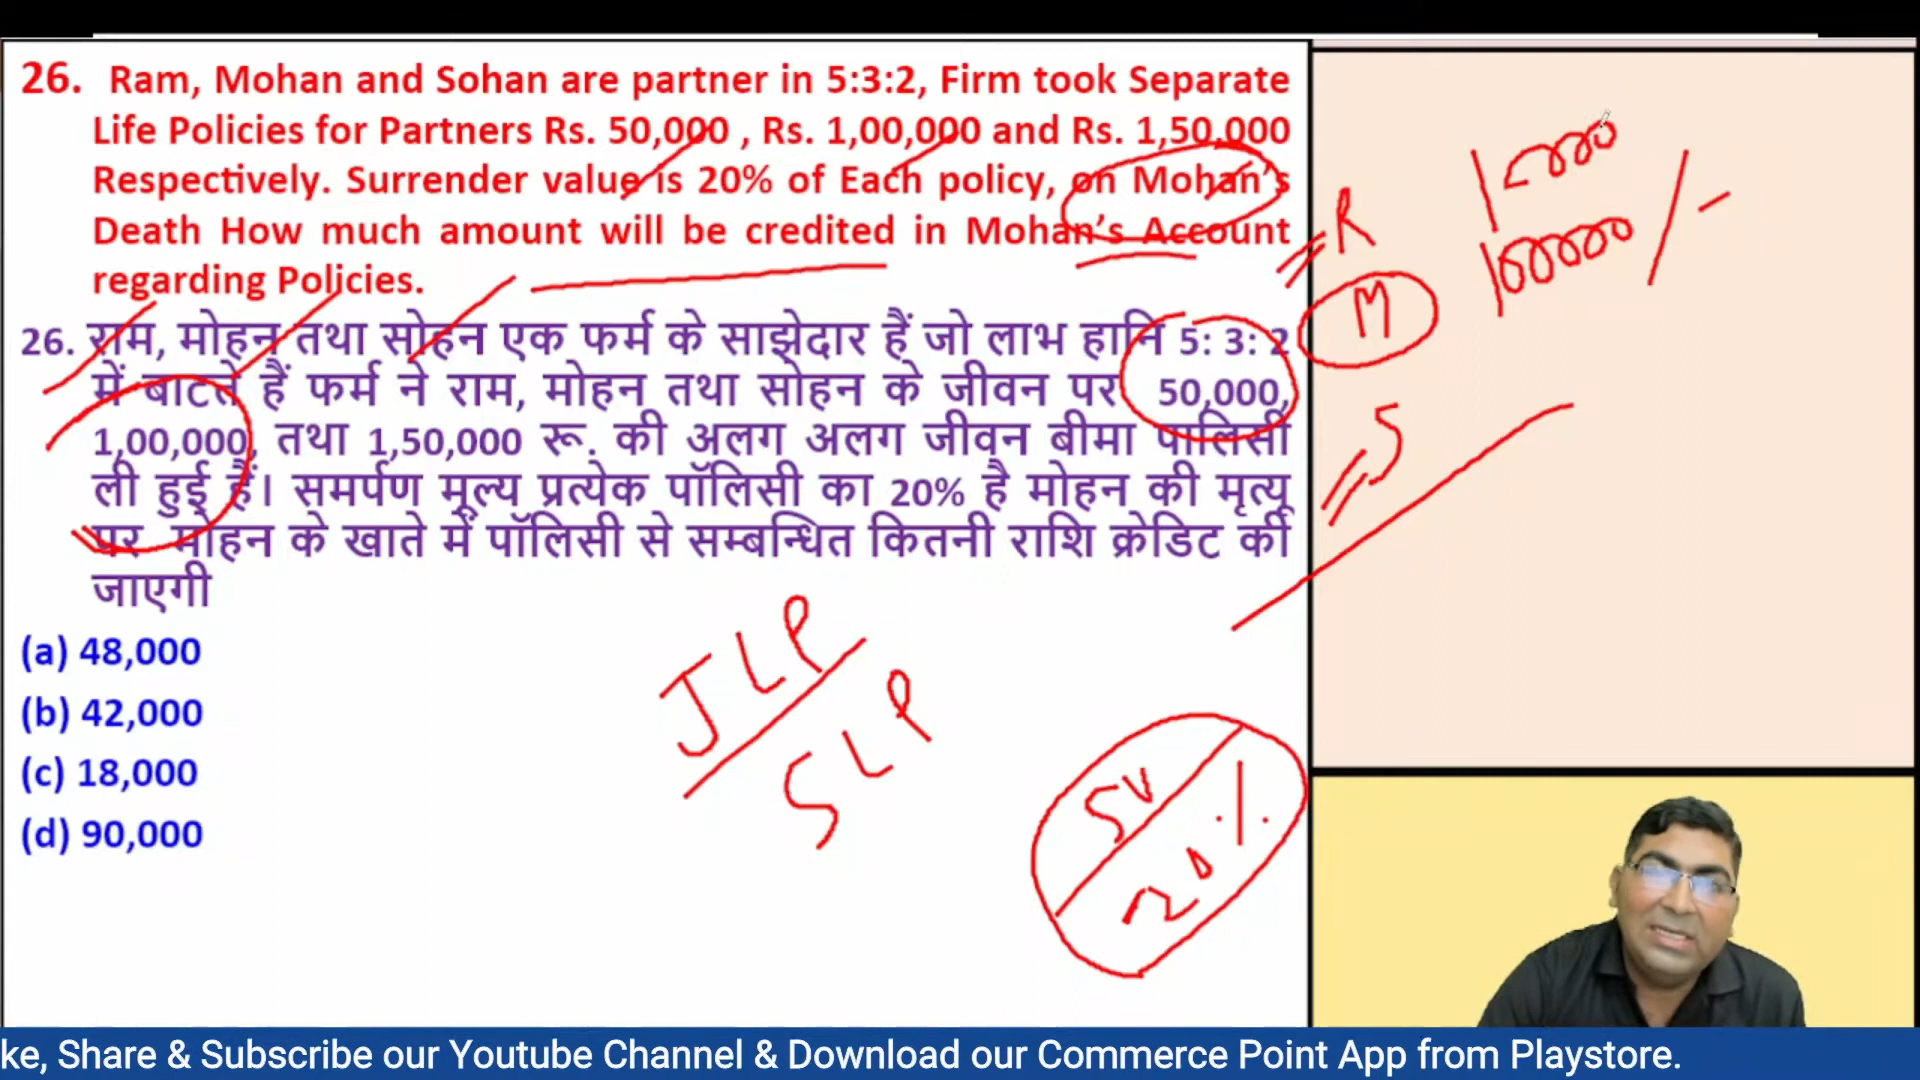 26. Ram, Mohan and Sohan are partner in 5:3:2, Firm took Separate
Life Policies for Partners Rs. 50,000 , Rs. 1,00,000 and Rs. 1,50,000
Respectively. Surrender value is 20% of Each policy, on Mohan's
Death How much amount will be credited in Mohan's Account
regarding Policies.
26. राम, मोहन तथा सोहन एक फर्म के साझेदार हैं जो लाभ हानि 5: 3: 2
में बाटते हैं फर्म ने राम, मोहन तथा सोहन के जीवन पर 50,000,
1,00,000, तथा 1,50,000 रू. की अलग अलग जीवन बीमा पालिसी
ली हुई हैं। समर्पण मूल्य प्रत्येक पॉलिसी का 20% है मोहन की मृत्यू
पर मोहन के खाते में पॉलिसी से सम्बन्धित कितनी राशि क्रेडिट की
जाएगी
(a) 48,000
(b) 42,000
(c) 18,000
(d) 90,000
JLP
SLP
SV
20%
R
M
S
100000/-
ke, Share & Subscribe our Youtube Channel & Download our Commerce Point App from Playstore.